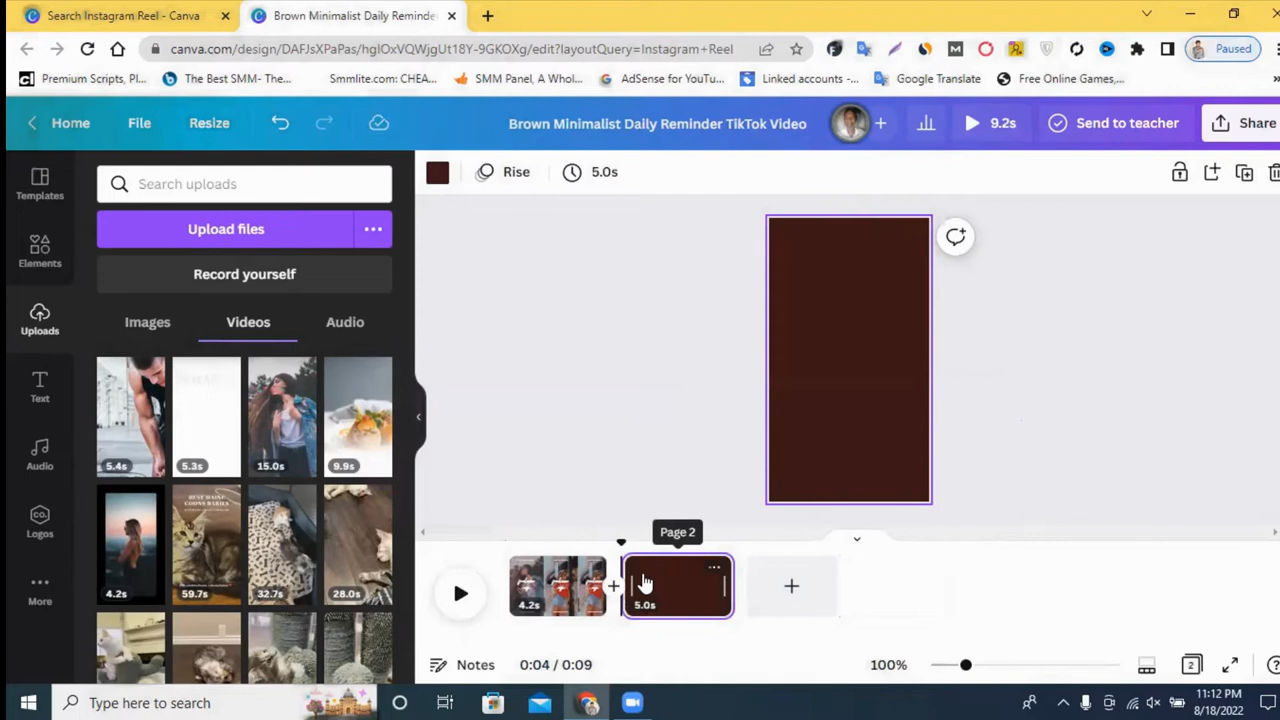 Search Instagram Reel - Canva
Brown Minimalist Daily Reminder
canva.com/design/DAFJsXPaPas/hgIOxVQWjgUt18Y-9GKOXg/edit?layoutQuery=Instagram+Reel
Paused
Premium Scripts, Pl...
The Best SMM- The...
Smmlite.com: CHEA...
SMM Panel, A Whol...
AdSense for YouTu...
Linked accounts -...
Google Translate
Free Online Games,...
Home
File
Resize
Brown Minimalist Daily Reminder TikTok Video
9.2s
Send to teacher
Share
Templates
Elements
Uploads
Text
Audio
Logos
More
Search uploads
Upload files
Record yourself
Images
Videos
Audio
5.4s
5.3s
15.0s
9.9s
4.2s
59.7s
32.7s
28.0s
Rise
5.0s
Page 2
4.2s
5.0s
Notes
0:04 / 0:09
100%
2
Type here to search
11:12 PM
8/18/2022